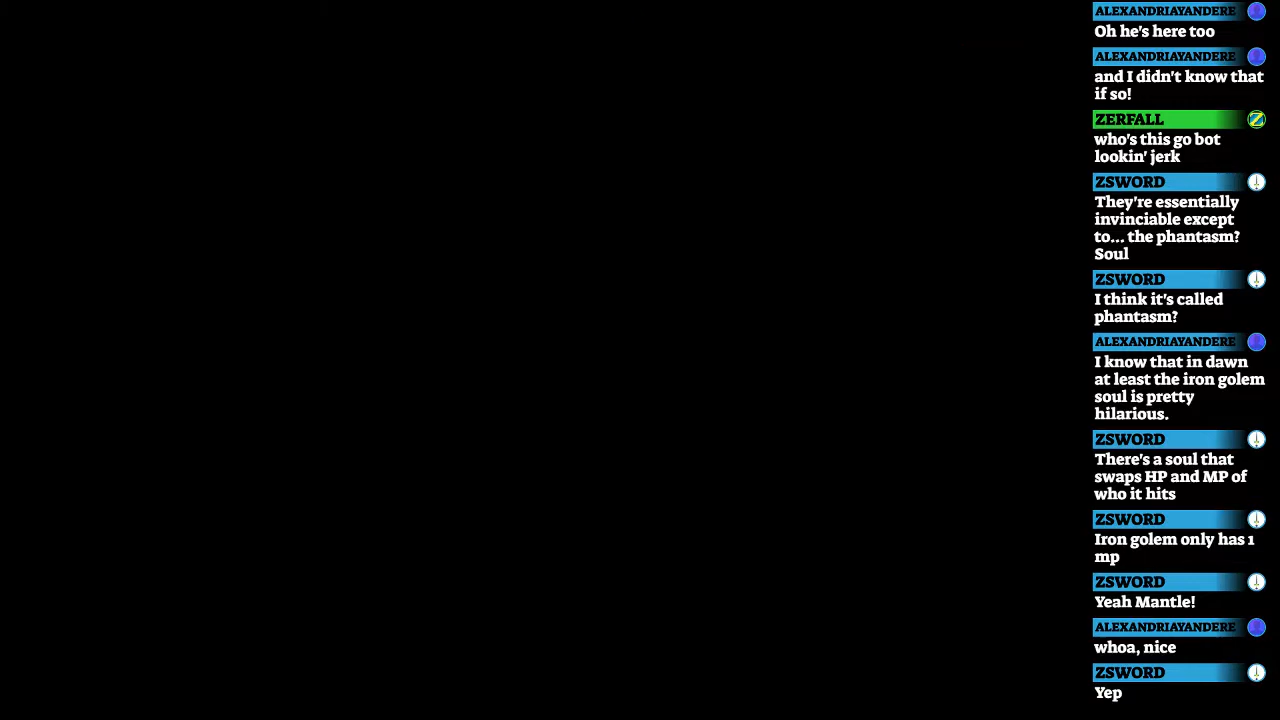 ALEXANDRIAYANDERE
Oh he's here too
ALEXANDRIAYANDERE
and I didn't know that
if so!
ZERFALL
who's this go bot
lookin' jerk
ZSWORD
They're essentially
invinciable except
to... the phantasm?
Soul
ZSWORD
I think it's called
phantasm?
ALEXANDRIAYANDERE
I know that in dawn
at least the iron golem
soul is pretty
hilarious.
ZSWORD
There's a soul that
swaps HP and MP of
who it hits
ZSWORD
Iron golem only has 1
mp
ZSWORD
Yeah Mantle!
ALEXANDRIAYANDERE
whoa, nice
ZSWORD
Yep